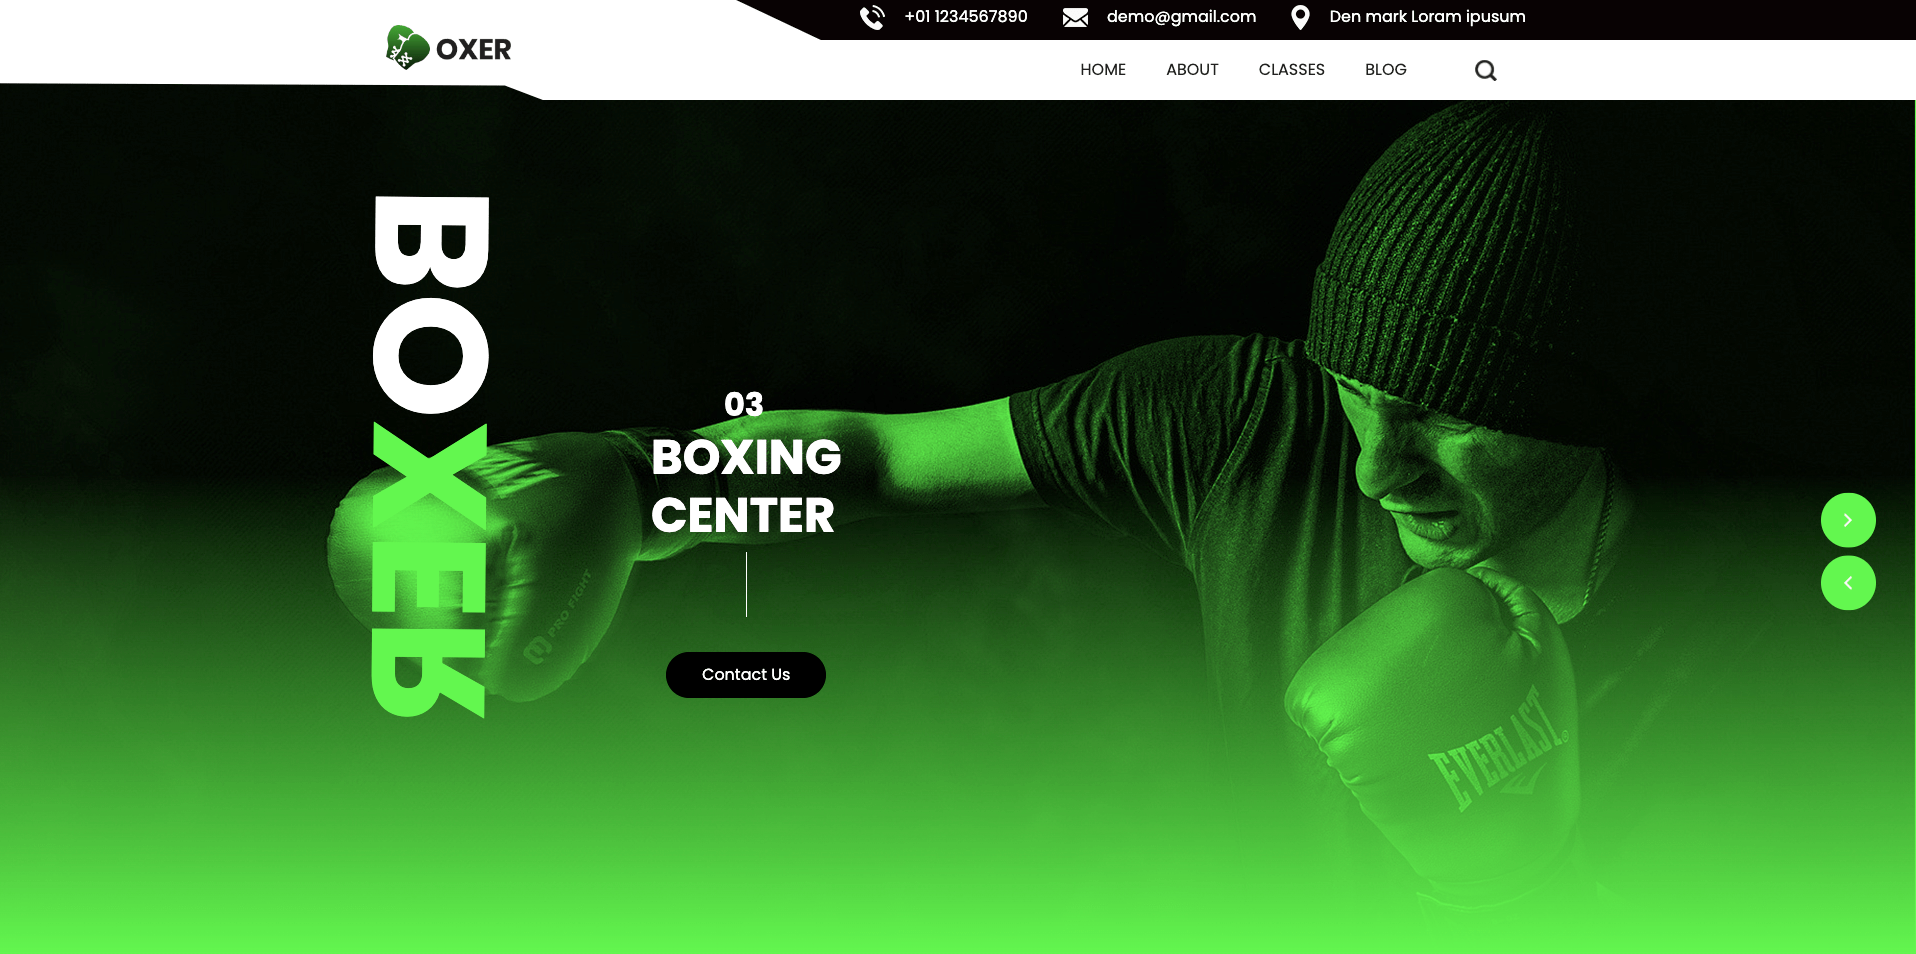 +01 1234567890
demo@gmail.com
Den mark Loram ipusum
OXER
HOME
ABOUT
CLASSES
BLOG
BOXER
03
BOXING
CENTER
Contact Us
PRO FIGHT
EVERLAST®